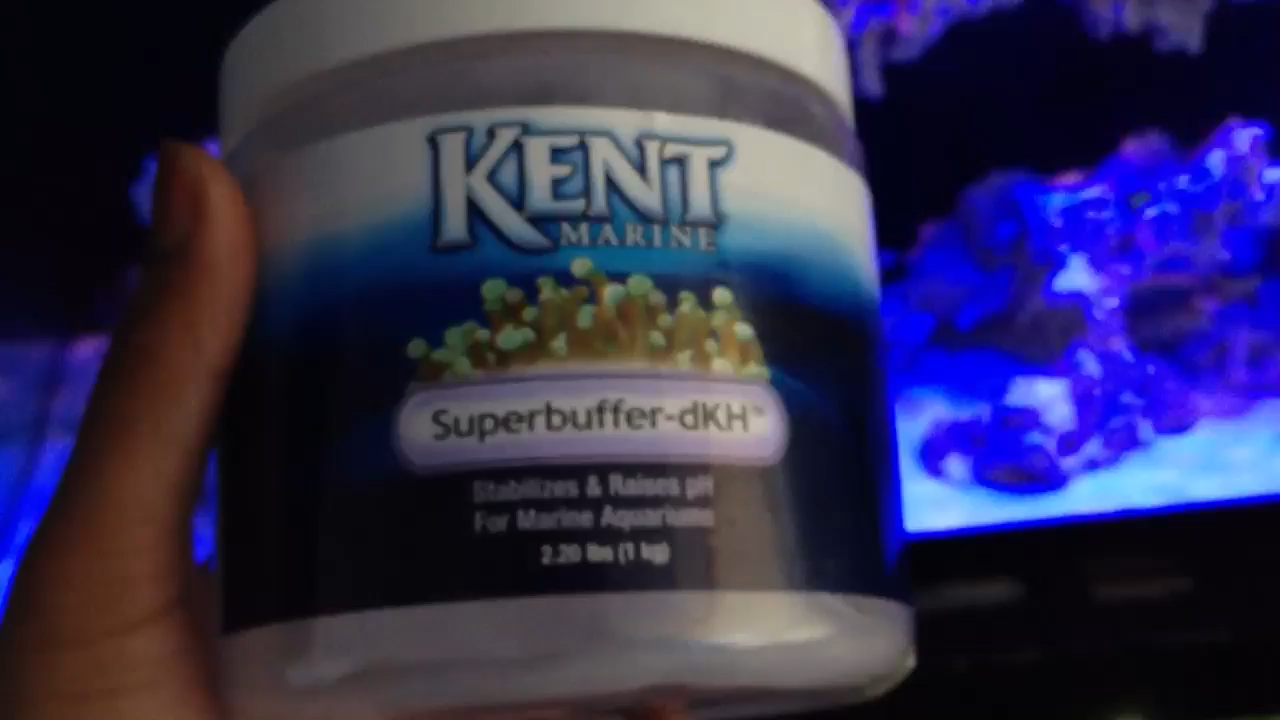 KENT
MARINE
Superbuffer-dKH™
Stabilizes & Raises pH
For Marine Aquariums
2.20 lbs (1 kg)